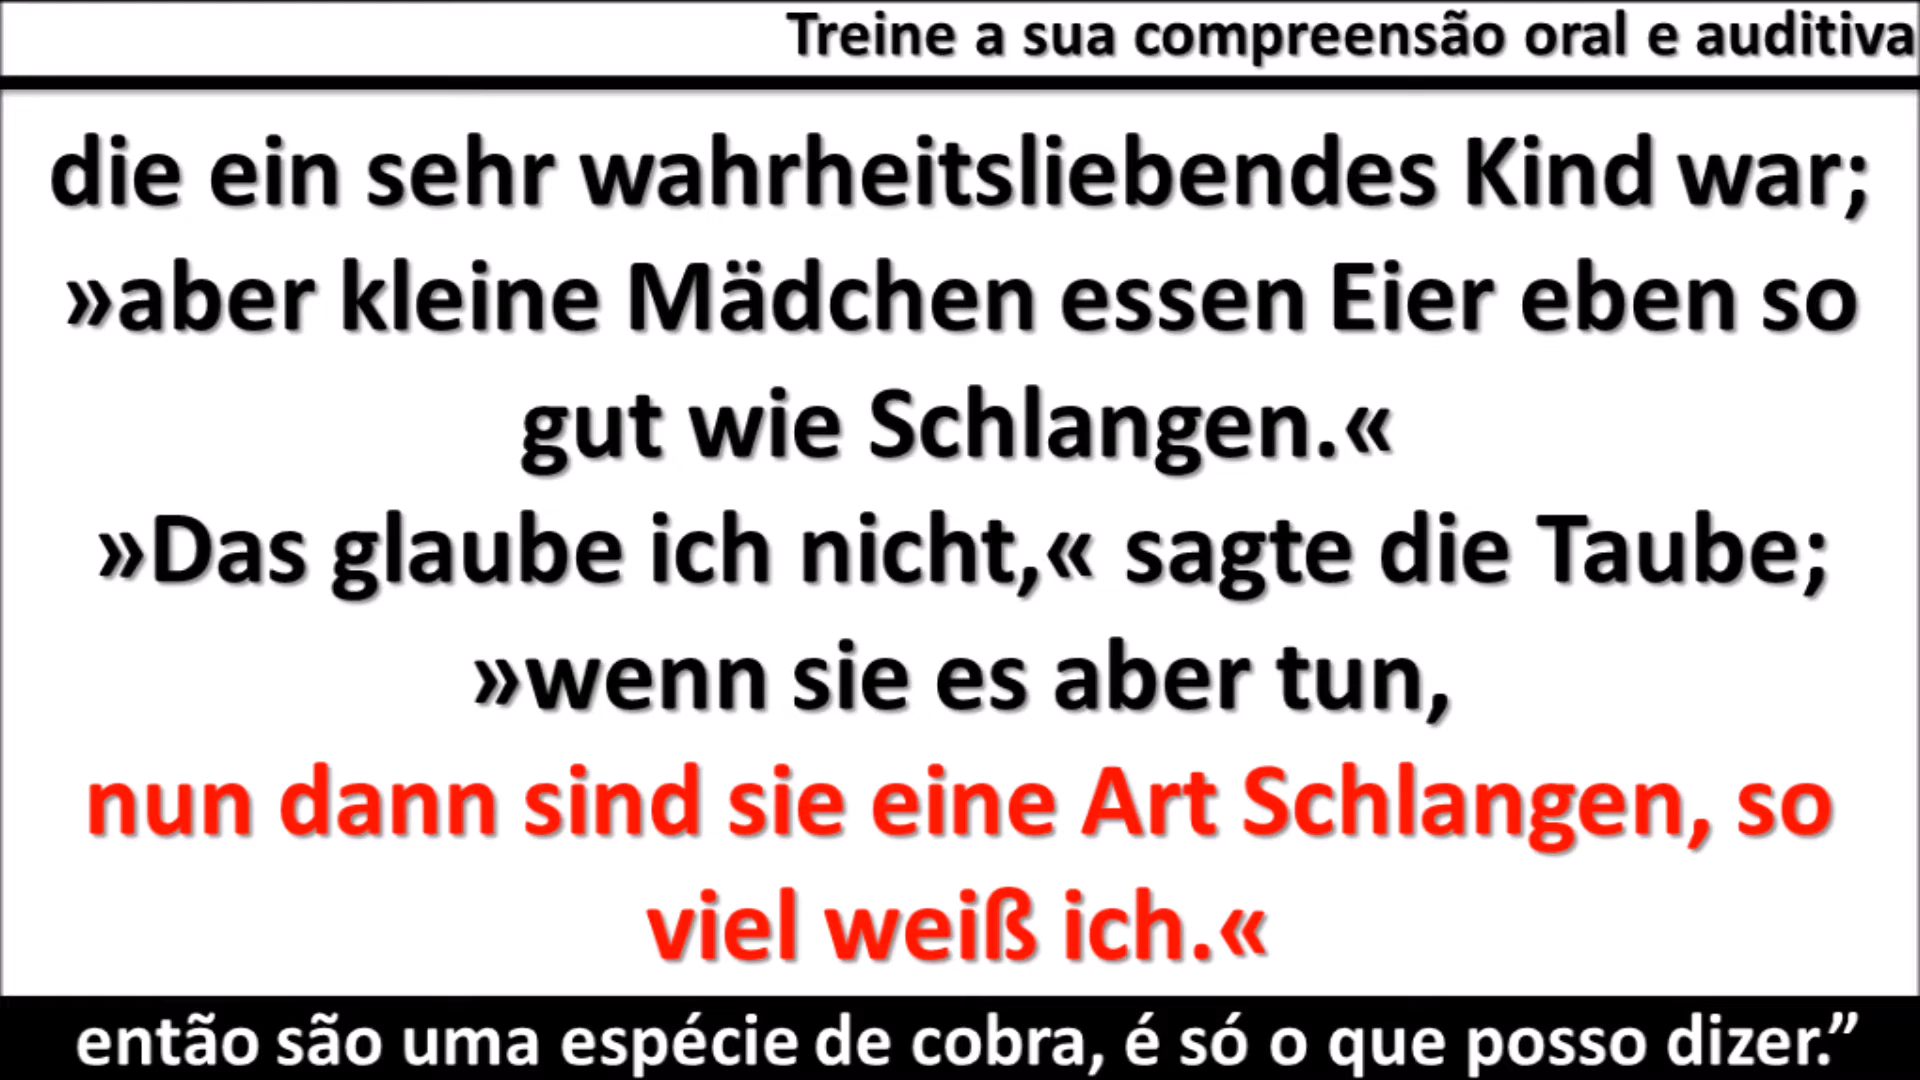 Treine a sua compreensão oral e auditiva
die ein sehr wahrheitsliebendes Kind war;
»aber kleine Mädchen essen Eier eben so
gut wie Schlangen.«
»Das glaube ich nicht,« sagte die Taube;
»wenn sie es aber tun,
nun dann sind sie eine Art Schlangen, so
viel weiß ich.«
então são uma espécie de cobra, é só o que posso dizer.”